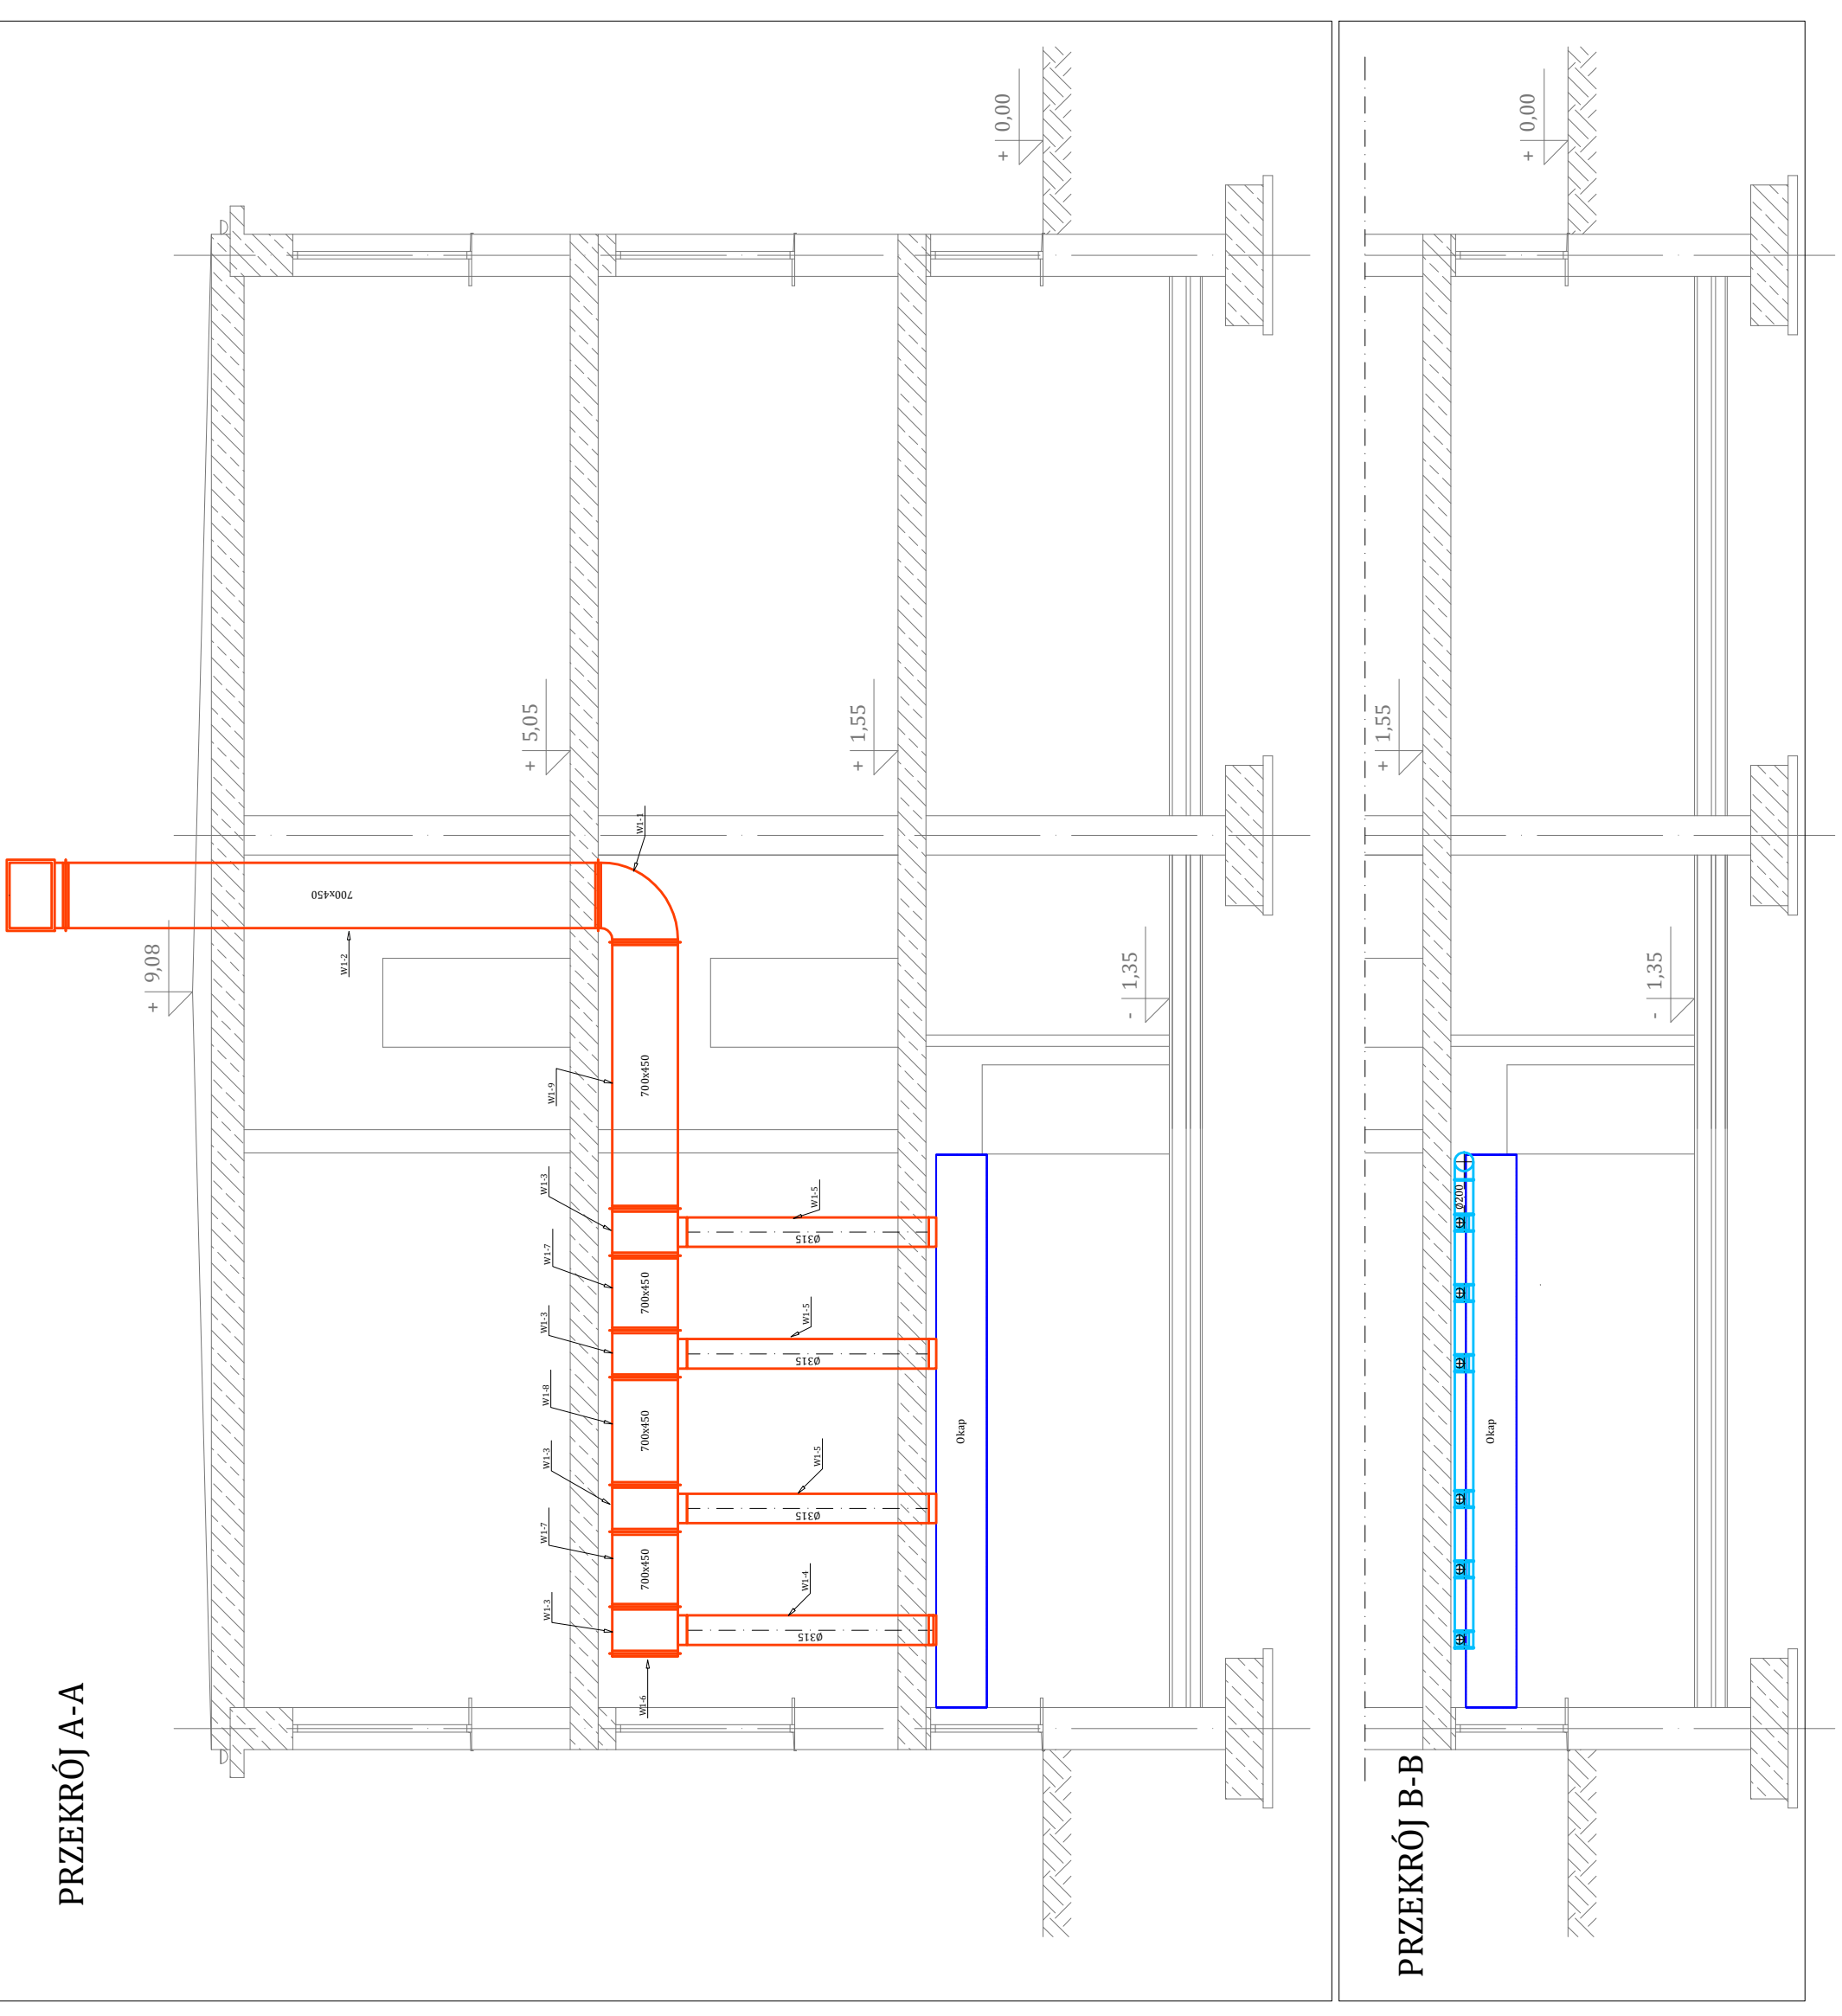 PRZEKRÓJ A-A
+ 9,08
+ 5,05
+ 1,55
+ 0,00
- 1,35
700x450
W1-2
W1-1
700x450
W1-9
W1-3
W1-7
700x450
W1-3
W1-8
700x450
W1-3
W1-7
700x450
W1-3
W1-6
W1-5
Ø315
W1-5
Ø315
W1-5
Ø315
W1-4
Ø315
Okap
PRZEKRÓJ B-B
+ 1,55
+ 0,00
- 1,35
Ø200
Okap